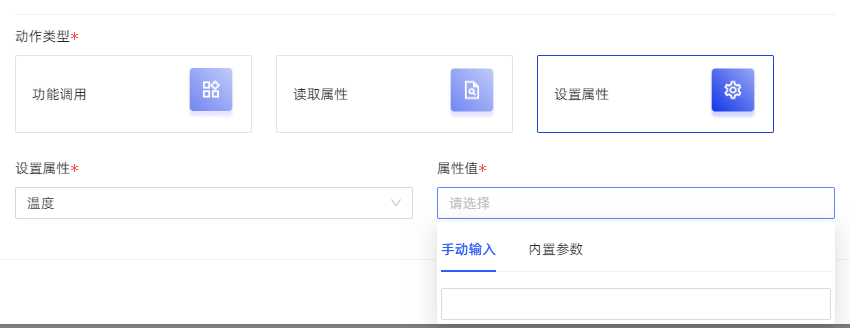 动作类型*
功能调用
读取属性
设置属性
设置属性*
属性值*
温度
请选择
手动输入
内置参数